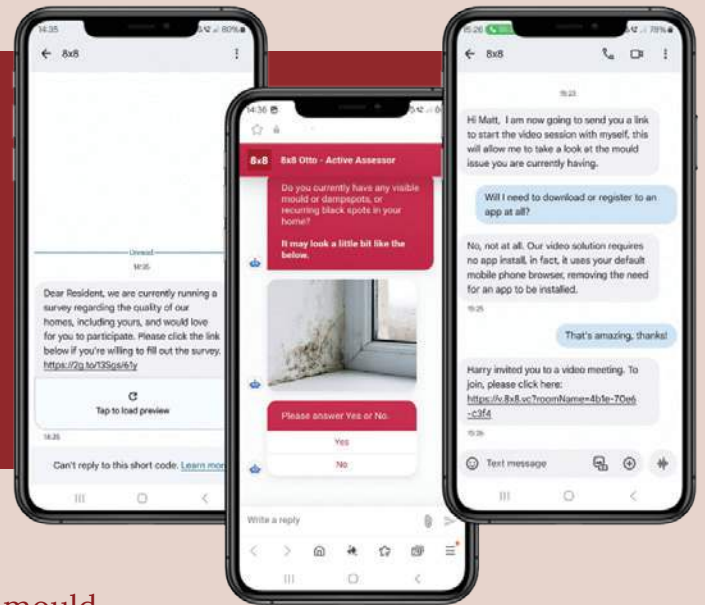 14:35
80%
8x8
Unread
14:35
Dear Resident, we are currently running a
survey regarding the quality of our
homes, including yours, and would love
for you to participate. Please click the link
below if you're willing to fill out the survey.
https://2g.to/13Sgs/61y
Tap to load preview
14:35
Can't reply to this short code. Learn mor
14:36
8x8 8x8 Otto - Active Assessor
Do you currently have any visible
mould or dampspots, or
recurring black spots in your
home?
It may look a little bit like the
below.
Please answer Yes or No.
Yes
No
Write a reply
15:26
78%
8x8
15:23
Hi Matt, I am now going to send you a link
to start the video session with myself, this
will allow me to take a look at the mould
issue you are currently having.
Will I need to download or register to an
app at all?
No, not at all. Our video solution requires
no app install, in fact, it uses your default
mobile phone browser, removing the need
for an app to be installed.
15:25
That's amazing, thanks!
Harry invited you to a video meeting. To
join, please click here:
https://v.8x8.vc?roomName=4b1e-70e6
-c3f4
15:26
Text message
mould